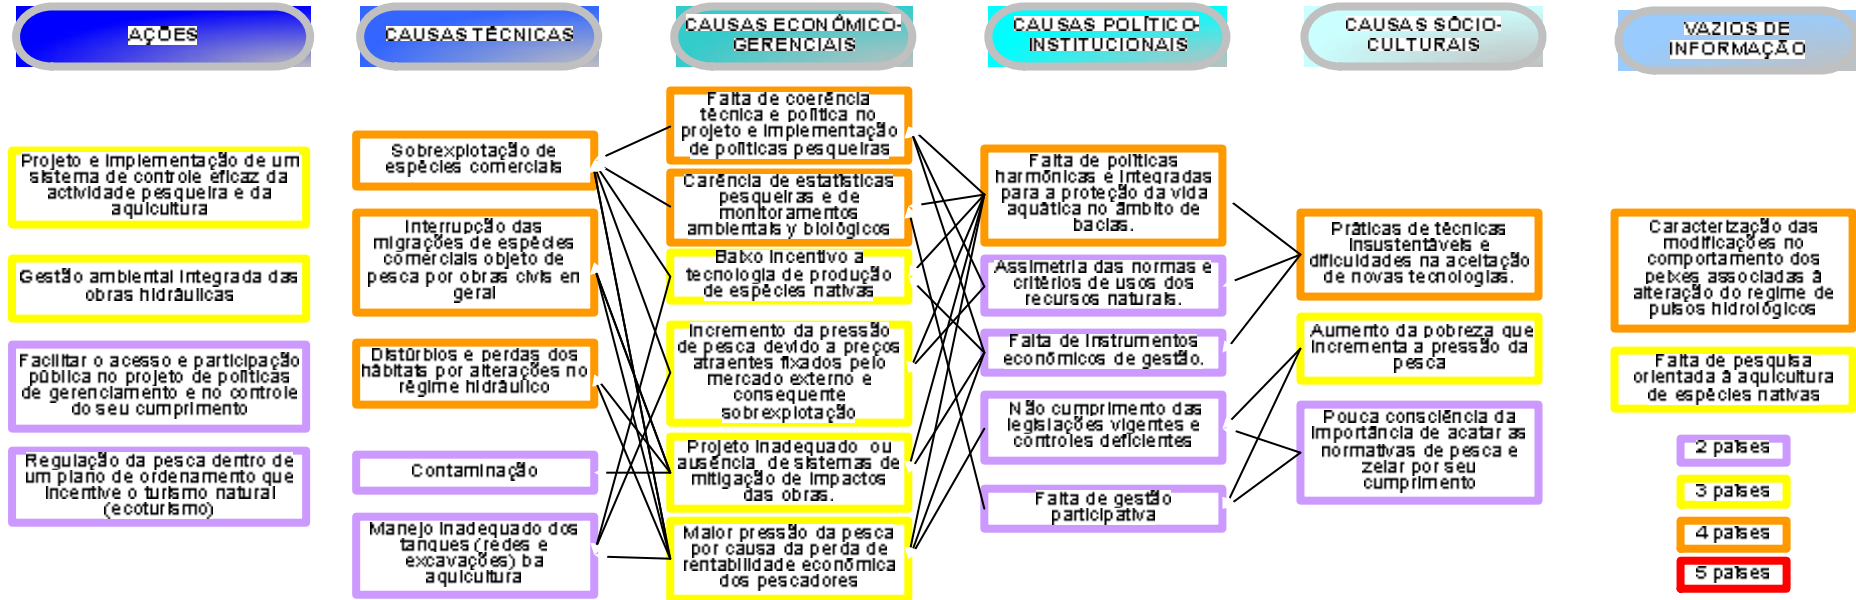 AÇÕES
Projeto e implementação de um
sistema de controle eficaz da
actividade pesqueira e da
aquicultura
Gestão ambiental integrada das
obras hidráulicas
Facilitar o acesso e participação
pública no projeto de políticas
de gerenciamento e no controle
do seu cumprimento
Regulação da pesca dentro de
um plano de ordenamento que
incentive o turismo natural
(ecoturismo)
CAUSAS TÉCNICAS
Sobrexplotação de
espécies comerciais
Interrupção das
migrações de espécies
comerciais objeto de
pesca por obras civis en
geral
Distúrbios e perdas dos
hábitats por alterações no
régime hidráulico
Contaminação
Manejo inadequado dos
tanques (redes e
excavações) ba
aquicultura
CAUSAS ECONÔMICO-
GERENCIAIS
Falta de coerência
técnica e política no
projeto e implementação
de políticas pesqueiras
Carência de estatísticas
pesqueiras e de
monitoramentos
ambientais y biológicos
Baixo incentivo a
tecnologia de produção
de espécies nativas
Incremento da pressão
de pesca devido a preços
atraentes fixados pelo
mercado externo e
consequente
sobrexplotação
Projeto inadequado ou
ausência de sistemas de
mitigação de impactos
das obras.
Maior pressão da pesca
por causa da perda de
rentabilidade econômica
dos pescadores
CAUSAS POLÍTICO-
INSTITUCIONAIS
Falta de políticas
harmônicas e integradas
para a proteção da vida
aquática no âmbito de
bacias.
Assimetria das normas e
critérios de usos dos
recursos naturais.
Falta de instrumentos
econômicos de gestão.
Não cumprimento das
legislações vigentes e
controles deficientes
Falta de gestão
participativa
CAUSAS SÓCIO-
CULTURAIS
Práticas de técnicas
insustentáveis e
dificuldades na aceitação
de novas tecnologias.
Aumento da pobreza que
incrementa a pressão da
pesca
Pouca consciência da
importância de acatar as
normativas de pesca e
zelar por seu
cumprimento
VAZIOS DE
INFORMAÇÃO
Caracterização das
modificações no
comportamento dos
peixes associadas à
alteração do regime de
pulsos hidrológicos
Falta de pesquisa
orientada à aquicultura
de espécies nativas
2 países
3 países
4 países
5 países